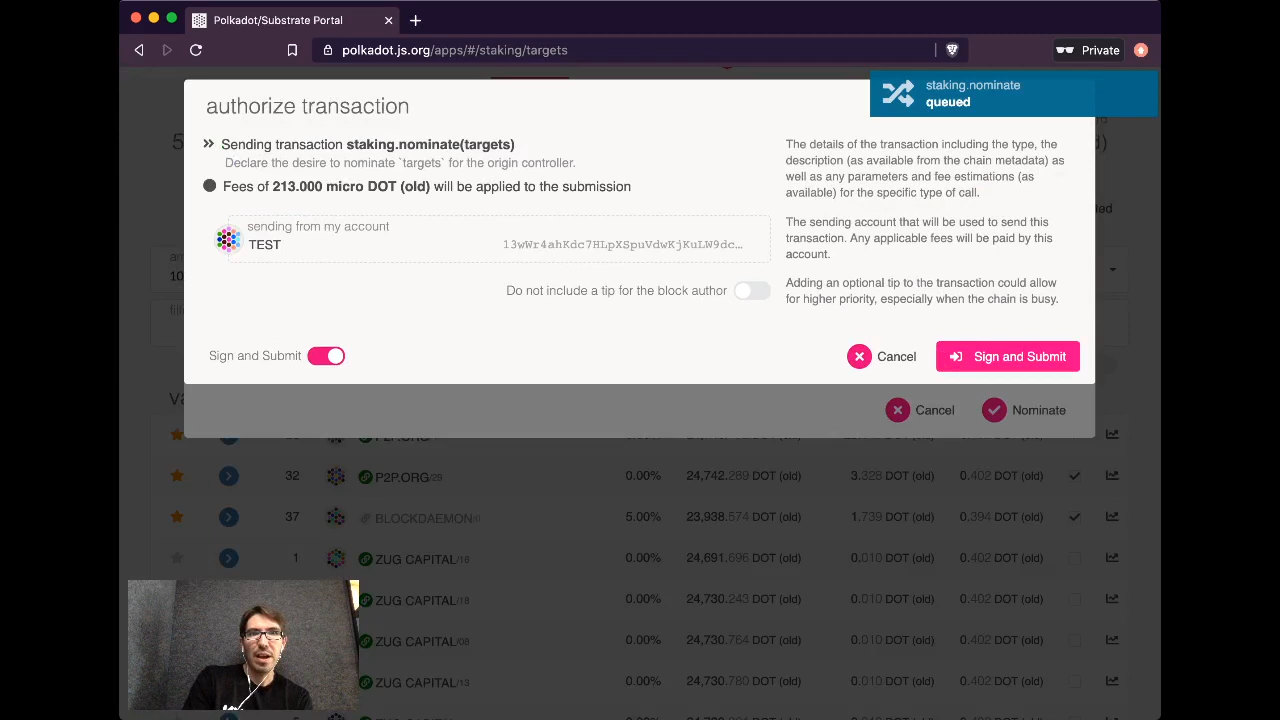 Polkadot/Substrate Portal
polkadot.js.org/apps/#/staking/targets
Private
staking.nominate
queued
authorize transaction
Sending transaction staking.nominate(targets)
Declare the desire to nominate `targets` for the origin controller.
Fees of 213.000 micro DOT (old) will be applied to the submission
sending from my account
TEST
13wWr4ahKdc7HLpXSpuVdwKjKuLW9dc…
Do not include a tip for the block author
The details of the transaction including the type, the
description (as available from the chain metadata) as
well as any parameters and fee estimations (as
available) for the specific type of call.
The sending account that will be used to send this
transaction. Any applicable fees will be paid by this
account.
Adding an optional tip to the transaction could allow
for higher priority, especially when the chain is busy.
Sign and Submit
Cancel
Sign and Submit
Cancel
Nominate
32 P2P.ORG/28 0.00% 24,742.289 DOT (old) 3.328 DOT (old) 0.402 DOT (old)
37 BLOCKDAEMON 5.00% 23,938.574 DOT (old) 1.739 DOT (old) 0.394 DOT (old)
1 ZUG CAPITAL/16 0.00% 24,691.696 DOT (old) 0.010 DOT (old) 0.402 DOT (old)
ZUG CAPITAL/18 0.00% 24,730.243 DOT (old) 0.010 DOT (old) 0.402 DOT (old)
ZUG CAPITAL/08 0.00% 24,730.764 DOT (old) 0.010 DOT (old) 0.402 DOT (old)
ZUG CAPITAL/13 0.00% 24,730.780 DOT (old) 0.010 DOT (old) 0.402 DOT (old)